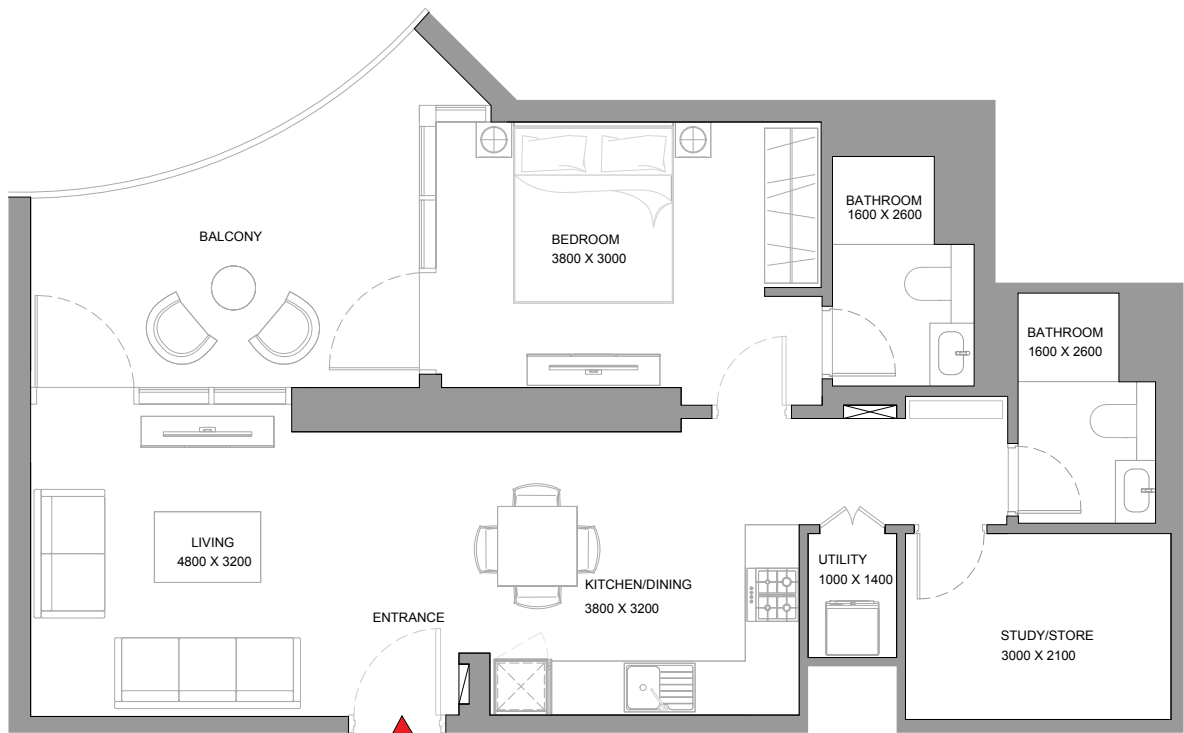 BALCONY
BEDROOM
3800 X 3000
BATHROOM
1600 X 2600
BATHROOM
1600 X 2600
LIVING
4800 X 3200
KITCHEN/DINING
3800 X 3200
UTILITY
1000 X 1400
ENTRANCE
STUDY/STORE
3000 X 2100